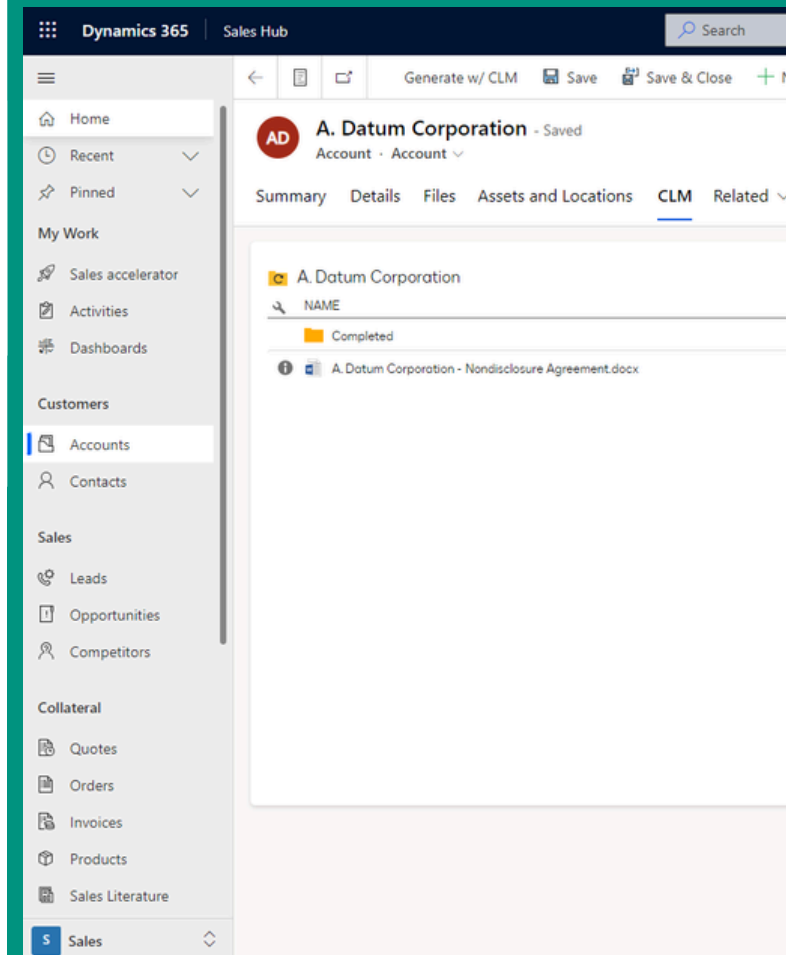 Dynamics 365 Sales Hub Search
Generate w/ CLM Save Save & Close
Home
Recent
Pinned
My Work
Sales accelerator
Activities
Dashboards
Customers
Accounts
Contacts
Sales
Leads
Opportunities
Competitors
Collateral
Quotes
Orders
Invoices
Products
Sales Literature
S Sales
AD
A. Datum Corporation - Saved
Account · Account
Summary Details Files Assets and Locations CLM Related
A. Datum Corporation
NAME
Completed
A. Datum Corporation - Nondisclosure Agreement.docx